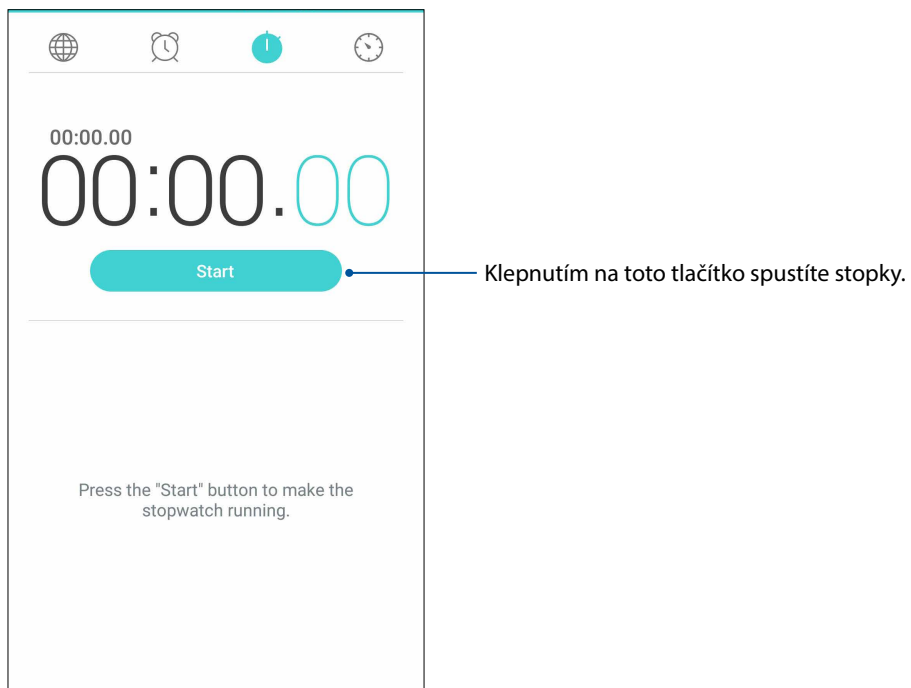 00:00.00
00:00.00
Start
Klepnutím na toto tlačítko spustíte stopky.
Press the "Start" button to make the
stopwatch running.